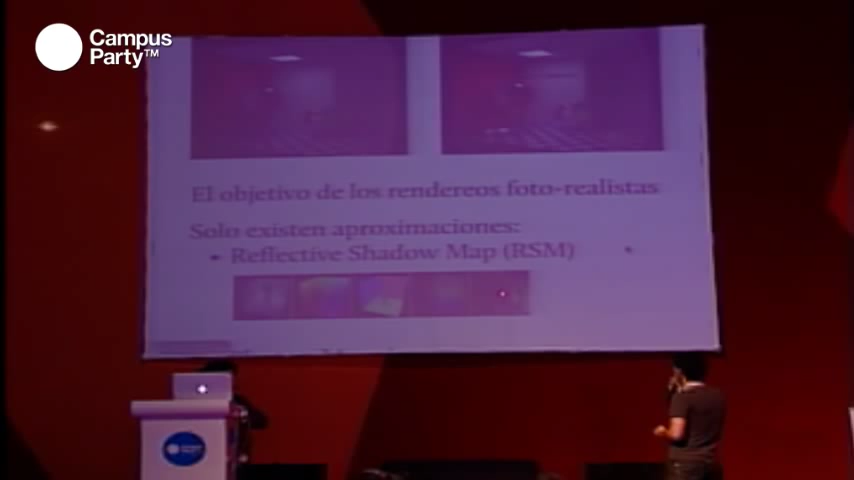 Campus
Party™
El objetivo de los rendereos foto-realistas
Solo existen aproximaciones:
• Reflective Shadow Map (RSM)